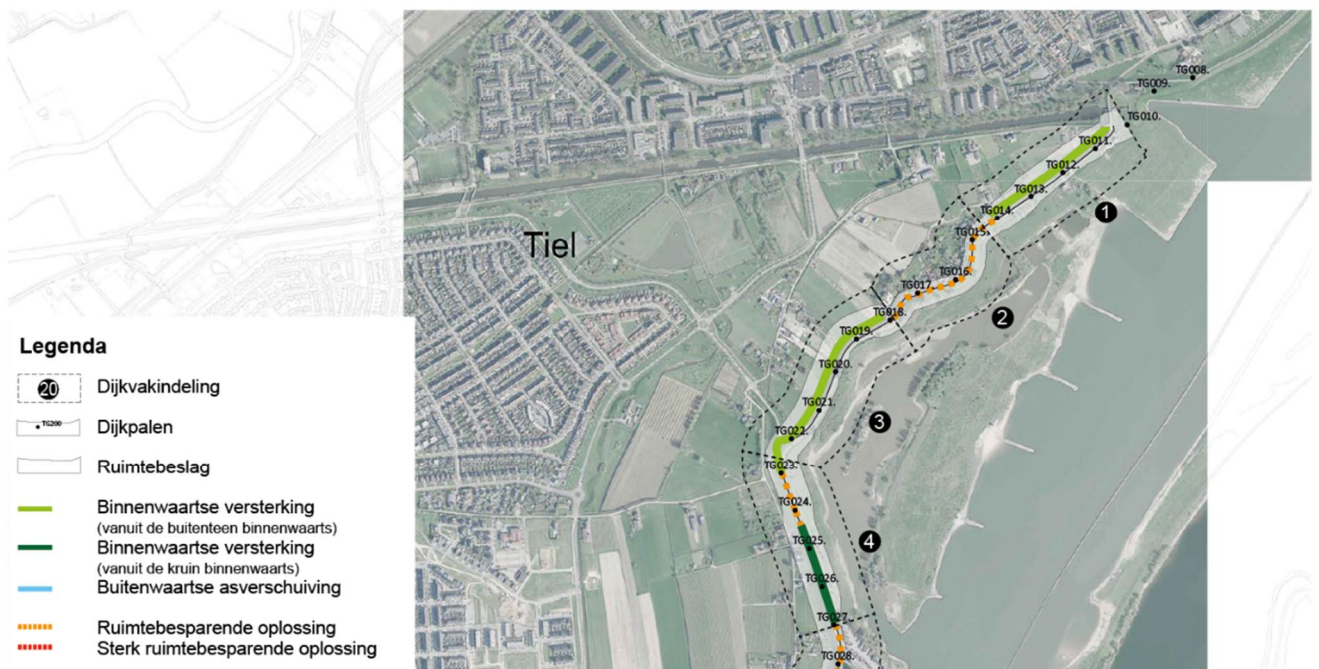 TG008.
TG009.
TG010.
TG011.
TG012.
TG013.
TG014.
TG015.
TG016.
TG017.
TG018.
TG019.
TG020.
TG021.
TG022.
TG023.
TG024.
TG025.
TG026.
TG027.
TG028.
1
2
3
4
Tiel
Legenda
20 Dijkvakindeling
TG200 Dijkpalen
Ruimtebeslag
Binnenwaartse versterking
(vanuit de buitenteen binnenwaarts)
Binnenwaartse versterking
(vanuit de kruin binnenwaarts)
Buitenwaartse asverschuiving
Ruimtebesparende oplossing
Sterk ruimtebesparende oplossing